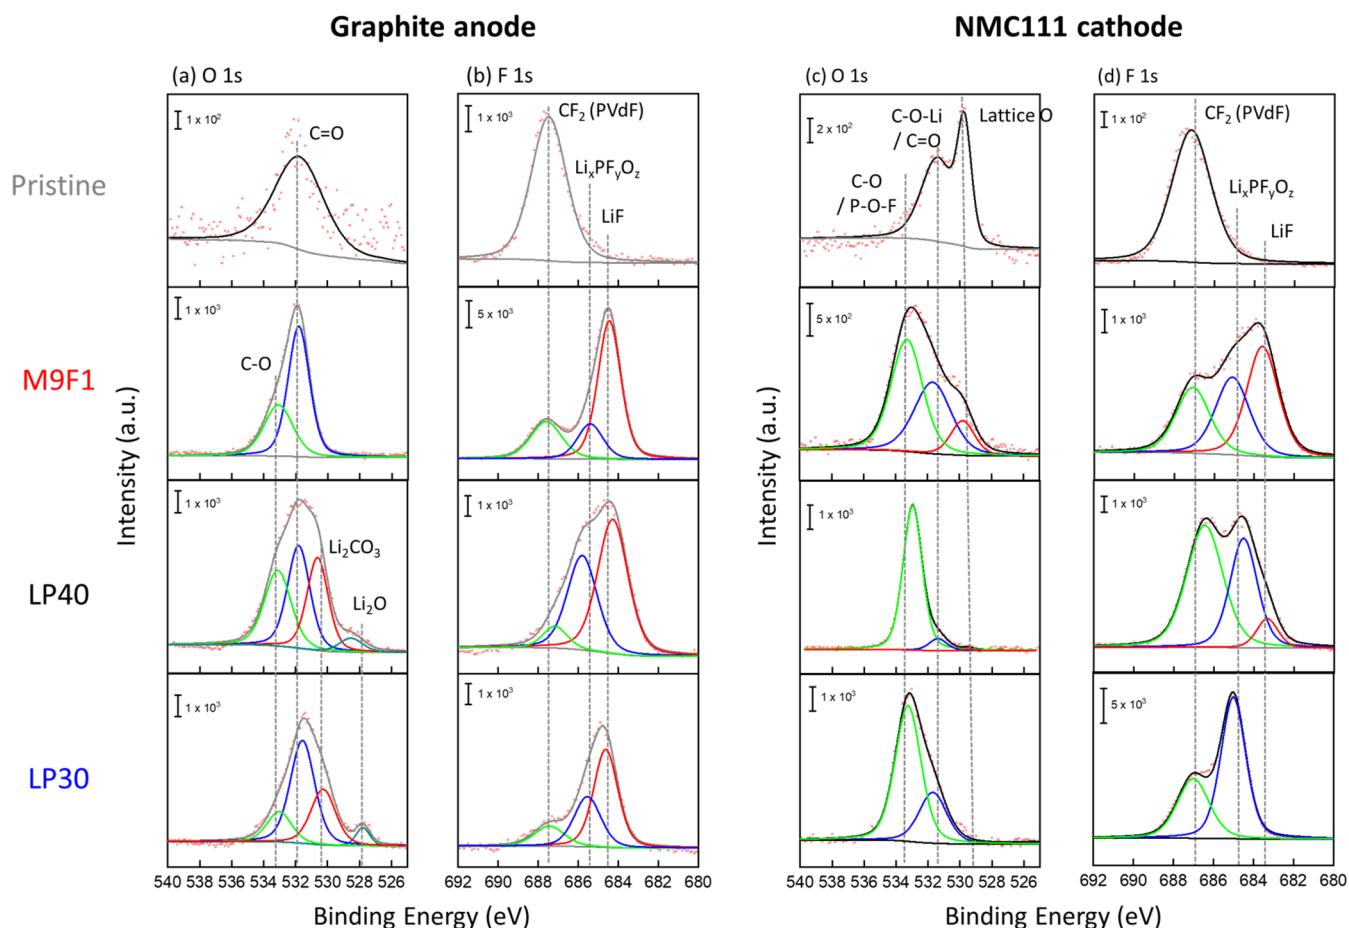 Graphite anode
NMC111 cathode
(a) O 1s
(b) F 1s
(c) O 1s
(d) F 1s
Pristine
1 x 10²
C=O
1 x 10³
CF₂ (PVdF)
LiₓPFᵧO_z
LiF
2 x 10²
C-O-Li
/ C=O
Lattice O
C-O
/ P-O-F
1 x 10²
CF₂ (PVdF)
LiₓPFᵧO_z
LiF
M9F1
1 x 10³
C-O
5 x 10³
5 x 10²
1 x 10³
LP40
1 x 10³
Li₂CO₃
Li₂O
1 x 10³
1 x 10³
1 x 10³
LP30
1 x 10³
1 x 10³
1 x 10³
5 x 10³
Intensity (a.u.)
Intensity (a.u.)
540 538 536 534 532 530 528 526
692 690 688 686 684 682 680
540 538 536 534 532 530 528 526
692 690 688 686 684 682 680
Binding Energy (eV)
Binding Energy (eV)